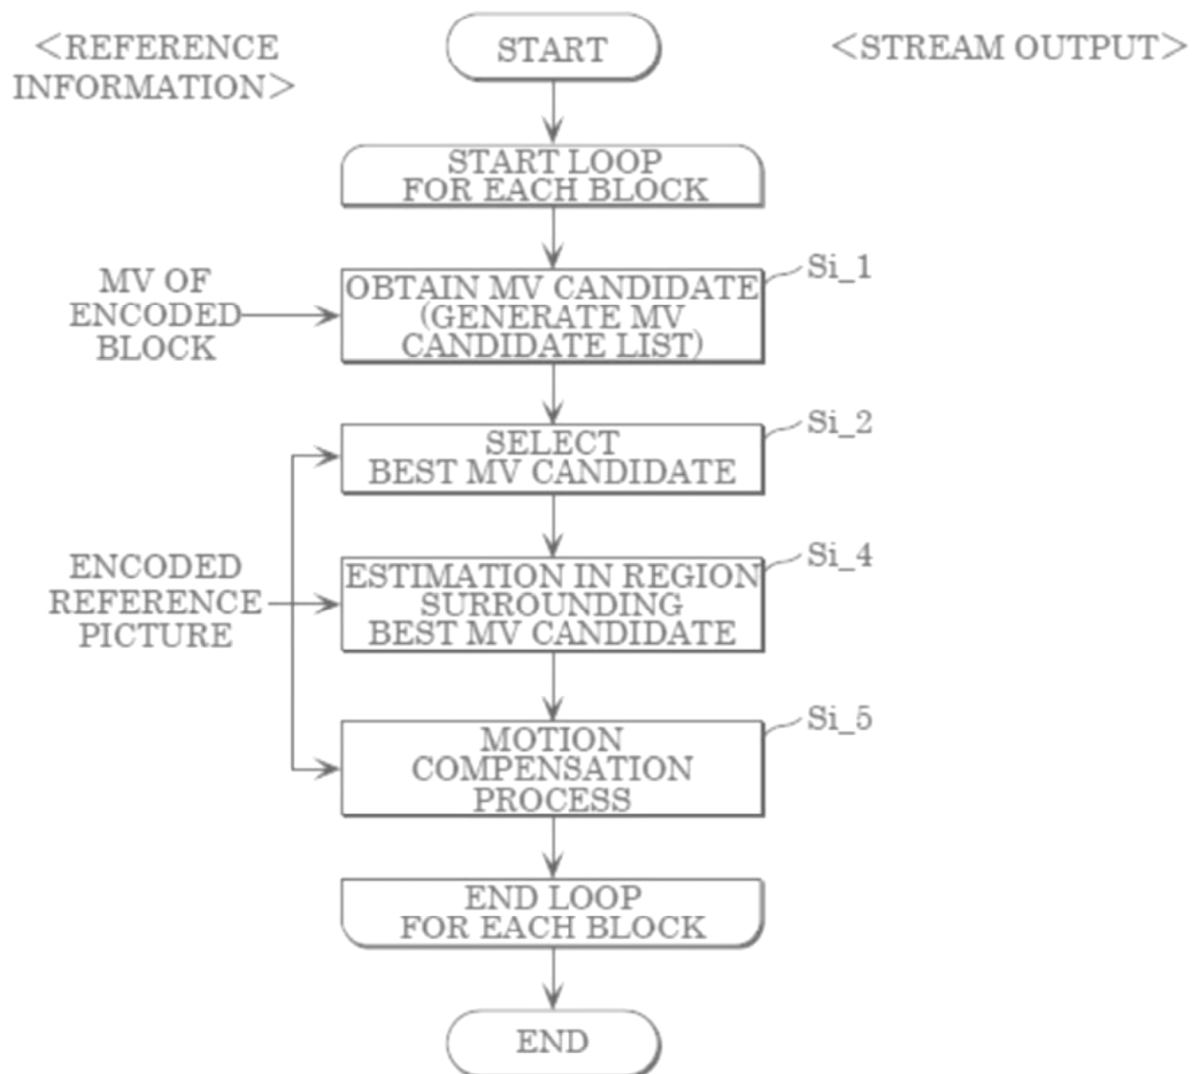 <REFERENCE
INFORMATION>
START
<STREAM OUTPUT>
START LOOP
FOR EACH BLOCK
MV OF
ENCODED
BLOCK
OBTAIN MV CANDIDATE
(GENERATE MV
CANDIDATE LIST)
Si_1
SELECT
BEST MV CANDIDATE
Si_2
ENCODED
REFERENCE
PICTURE
ESTIMATION IN REGION
SURROUNDING
BEST MV CANDIDATE
Si_4
MOTION
COMPENSATION
PROCESS
Si_5
END LOOP
FOR EACH BLOCK
END